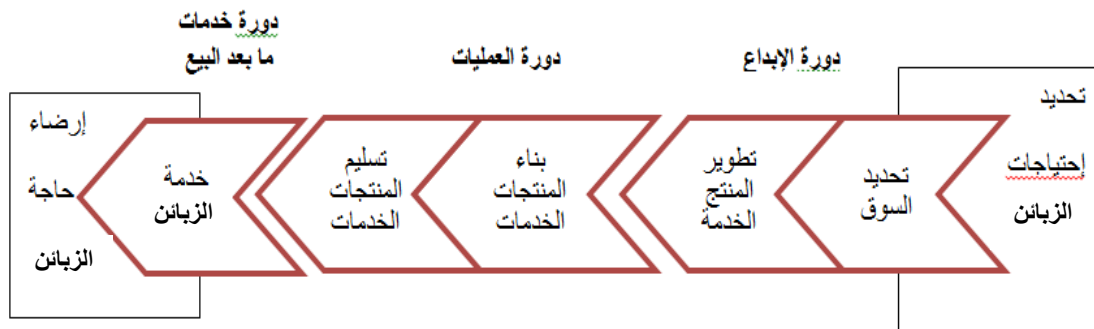 دورة الإبداع
دورة العمليات
دورة خدمات
ما بعد البيع
تحديد
إحتياجات
الزبائن
تحديد
السوق
تطوير
المنتج
الخدمة
بناء
المنتجات
الخدمات
تسليم
المنتجات
الخدمات
خدمة
الزبائن
إرضاء
حاجة
الزبائن